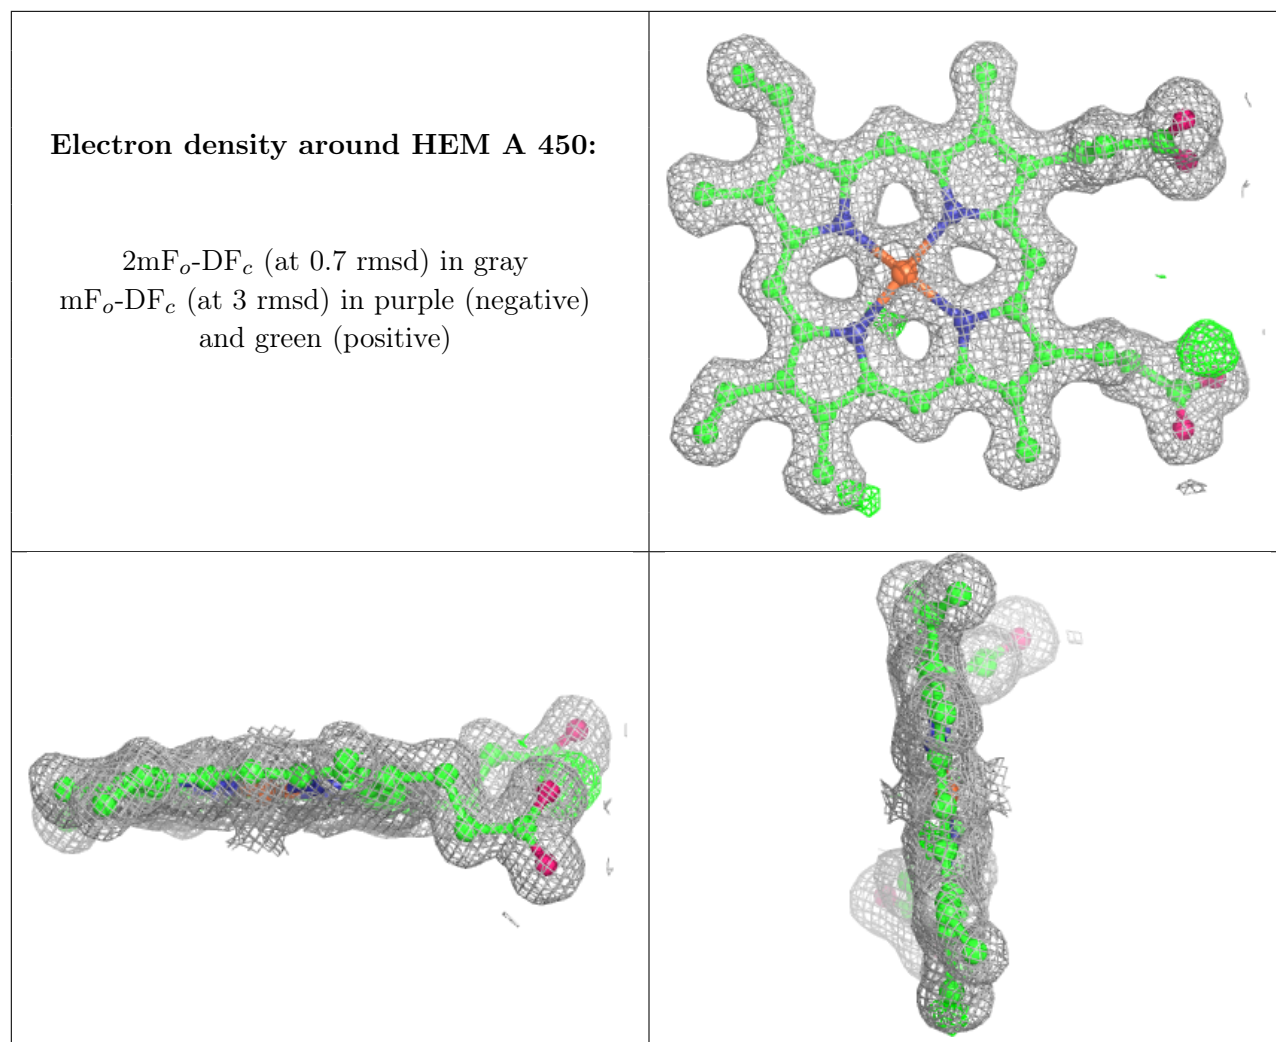 Electron density around HEM A 450:
2mFo-DFc (at 0.7 rmsd) in gray
mFo-DFc (at 3 rmsd) in purple (negative)
and green (positive)